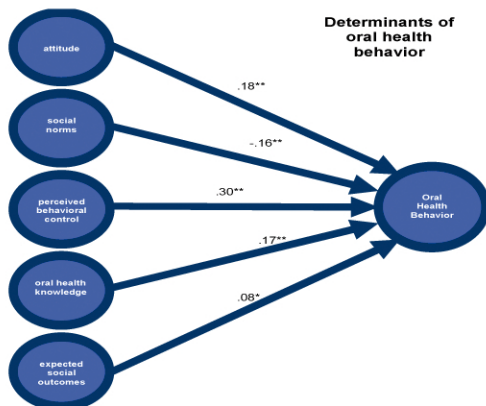 Determinants of
oral health
behavior
attitude
.18**
social
norms
-.16**
perceived
behavioral
control
.30**
Oral
Health
Behavior
oral health
knowledge
.17**
expected
social
outcomes
.08*